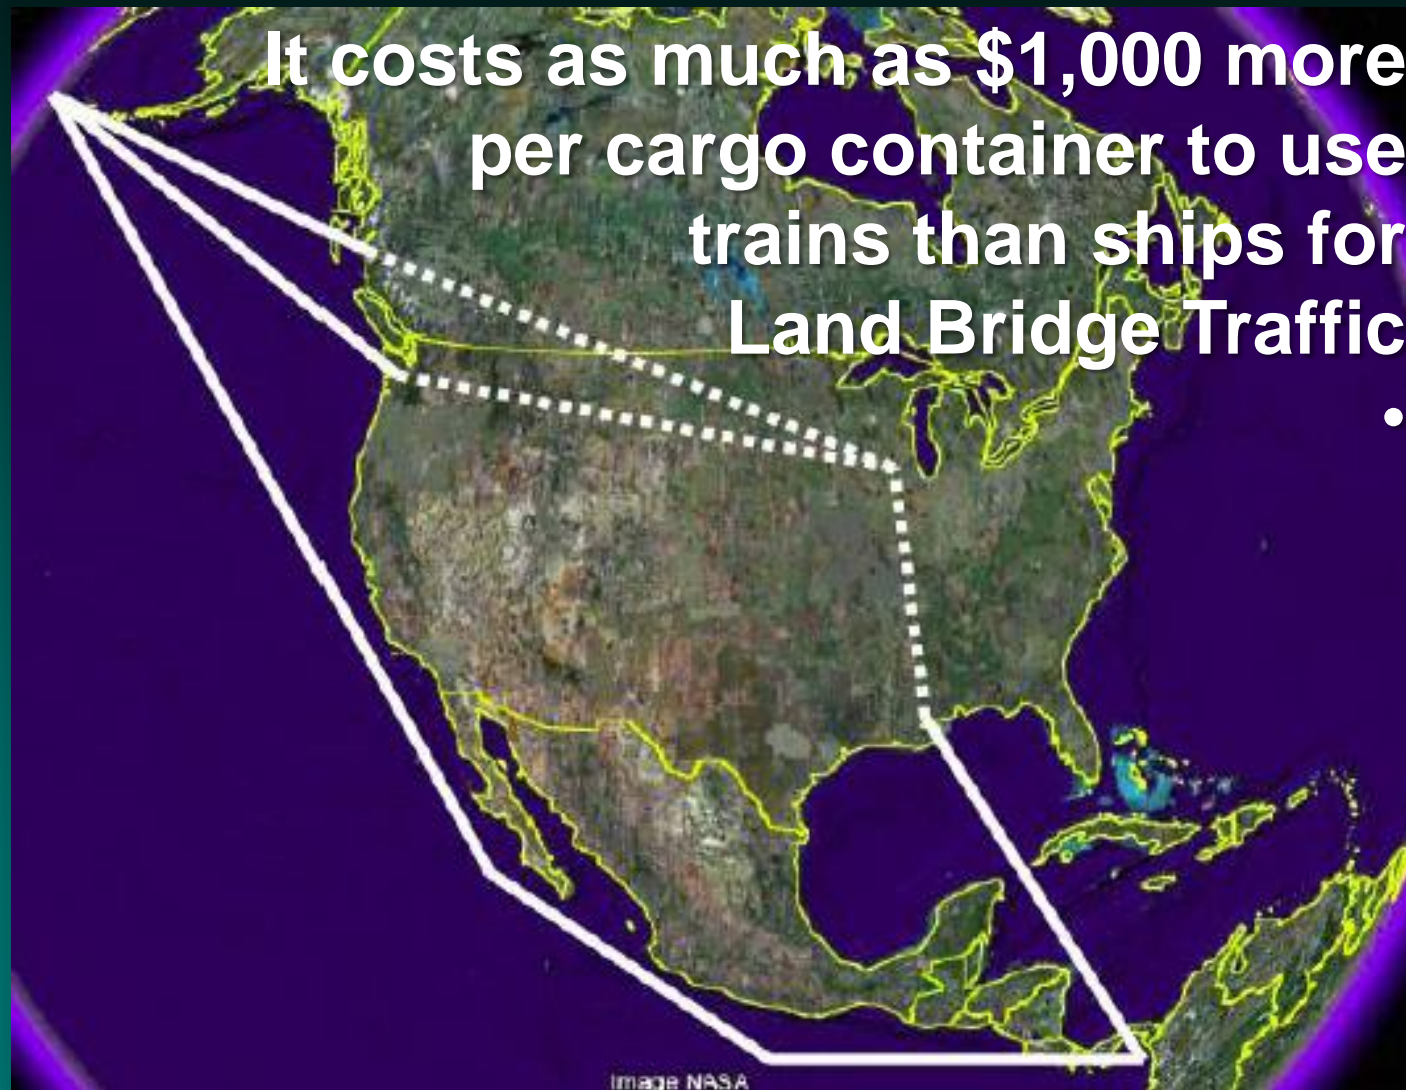 It costs as much as $1,000 more
per cargo container to use
trains than ships for
Land Bridge Traffic
•
Image NASA